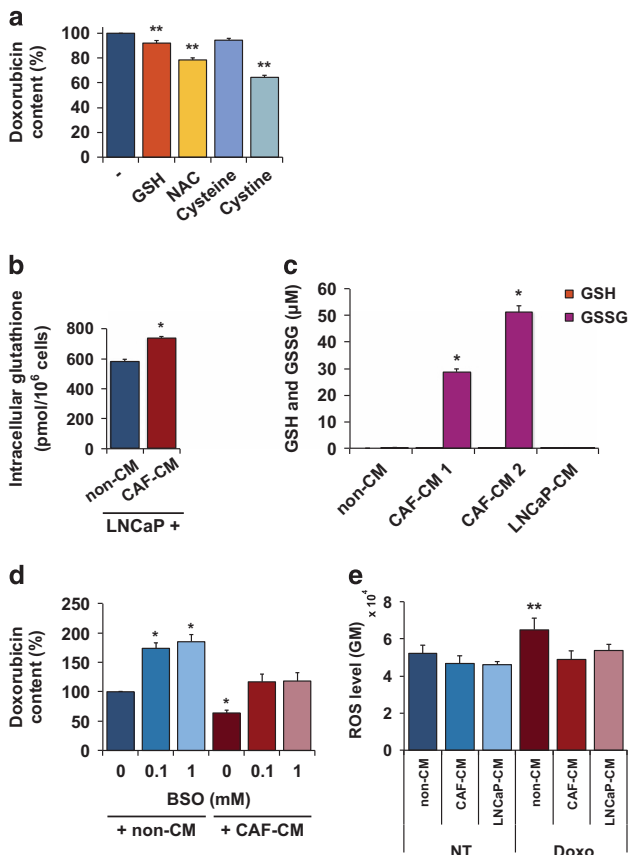 a
Doxorubicin
content (%)
100
80
60
40
20
0
**
**
**
-
GSH
NAC
Cysteine
Cystine
b
Intracellular glutathione
(pmol/10⁶ cells)
800
600
400
200
0
*
non-CM
CAF-CM
LNCaP +
c
GSH and GSSG (µM)
60
50
40
30
20
10
0
*
*
GSH
GSSG
non-CM
CAF-CM 1
CAF-CM 2
LNCaP-CM
d
Doxorubicin
content (%)
250
200
150
100
50
0
*
*
*
0 0.1 1 0 0.1 1
BSO (mM)
+ non-CM + CAF-CM
e
ROS level (GM)
x 10⁴
8
6
4
2
0
**
non-CM
CAF-CM
LNCaP-CM
non-CM
CAF-CM
LNCaP-CM
NT Doxo